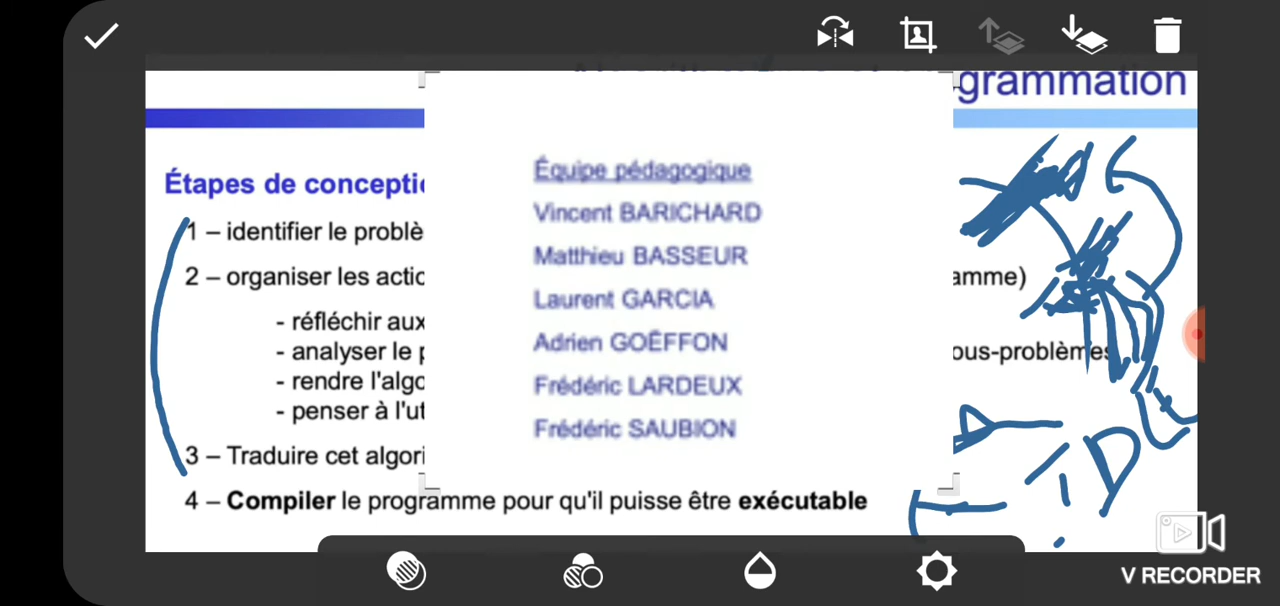 grammation
Équipe pédagogique
Étapes de concepti
Vincent BARICHARD
1 – identifier le problè
Matthieu BASSEUR
2 – organiser les actio
amme)
Laurent GARCIA
- réfléchir aux
Adrien GOËFFON
- analyser le p
ous-problèmes
- rendre l'algo
Frédéric LARDEUX
- penser à l'ut
Frédéric SAUBION
3 – Traduire cet algori
4 – Compiler le programme pour qu'il puisse être exécutable
V RECORDER